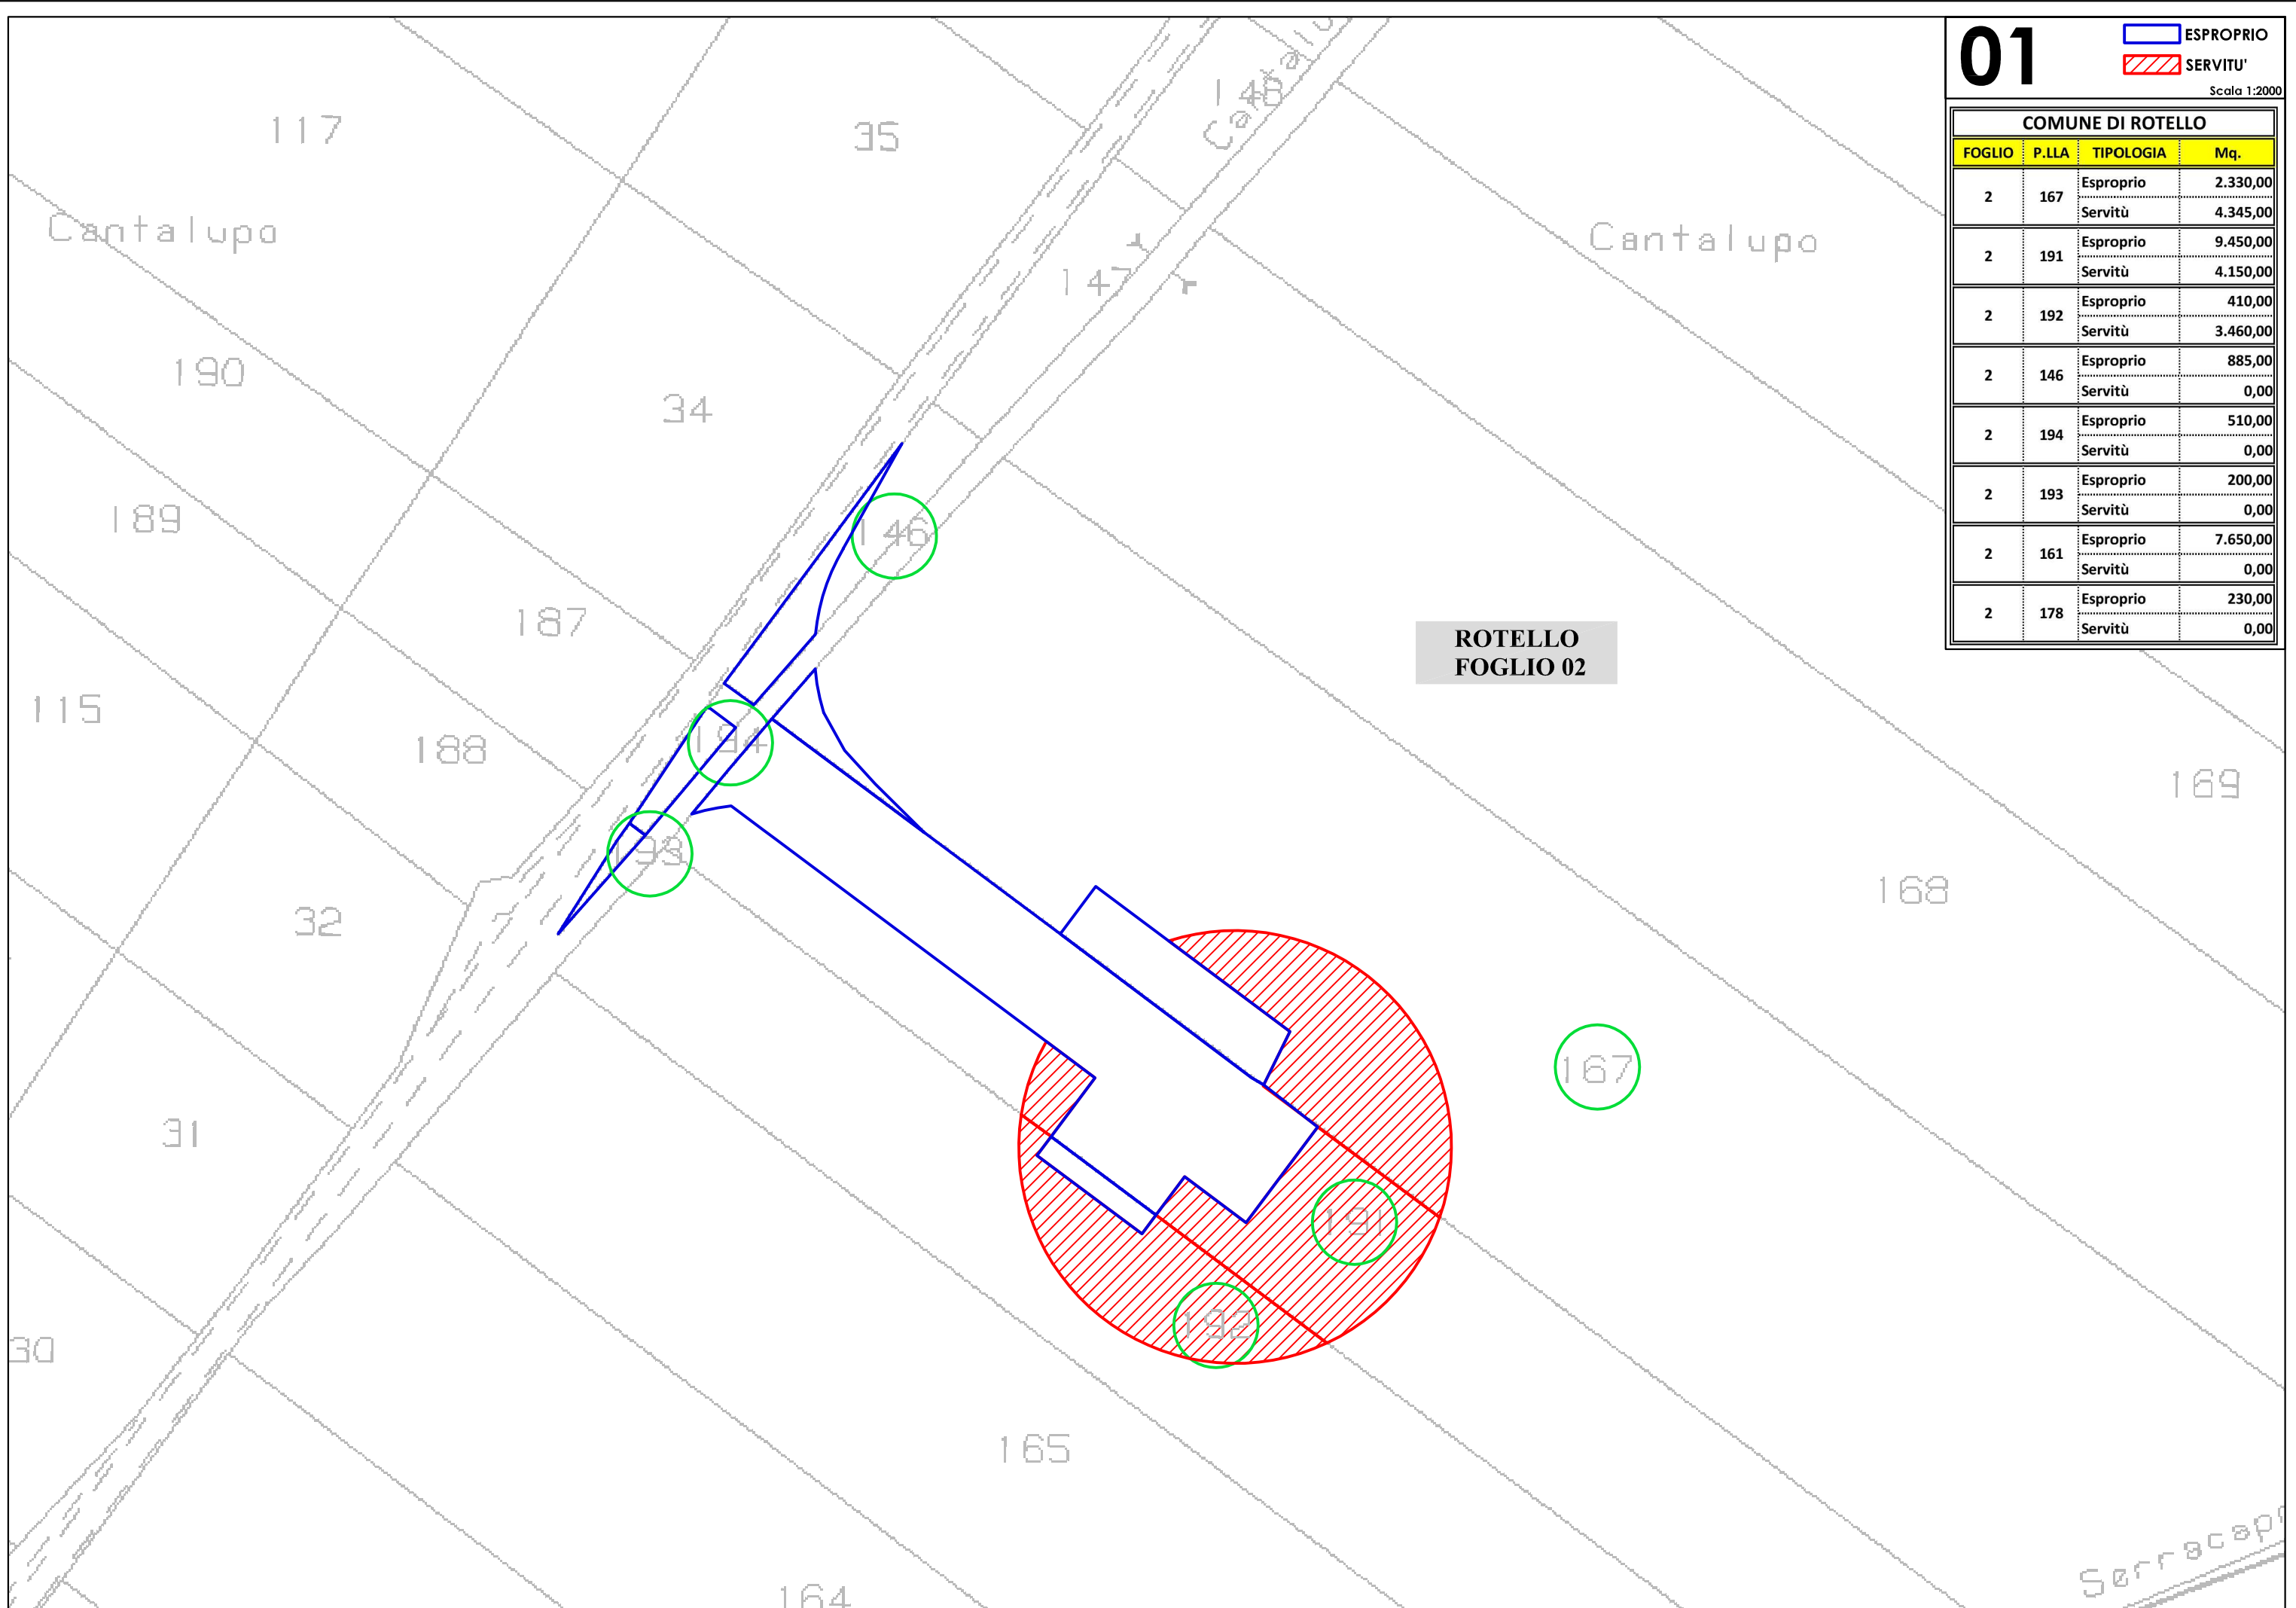 01
ESPROPRIO
SERVITU'
Scala 1:2000
COMUNE DI ROTELLO
FOGLIO P.LLA TIPOLOGIA Mq.
2 167 Esproprio 2.330,00
Servitù 4.345,00
2 191 Esproprio 9.450,00
Servitù 4.150,00
2 192 Esproprio 410,00
Servitù 3.460,00
2 146 Esproprio 885,00
Servitù 0,00
2 194 Esproprio 510,00
Servitù 0,00
2 193 Esproprio 200,00
Servitù 0,00
2 161 Esproprio 7.650,00
Servitù 0,00
2 178 Esproprio 230,00
Servitù 0,00
148
117
35
Cantalupo
Cantalupo
147
190
34
189
146
187
ROTELLO
FOGLIO 02
115
188
194
169
193
168
32
167
31
191
192
30
165
164